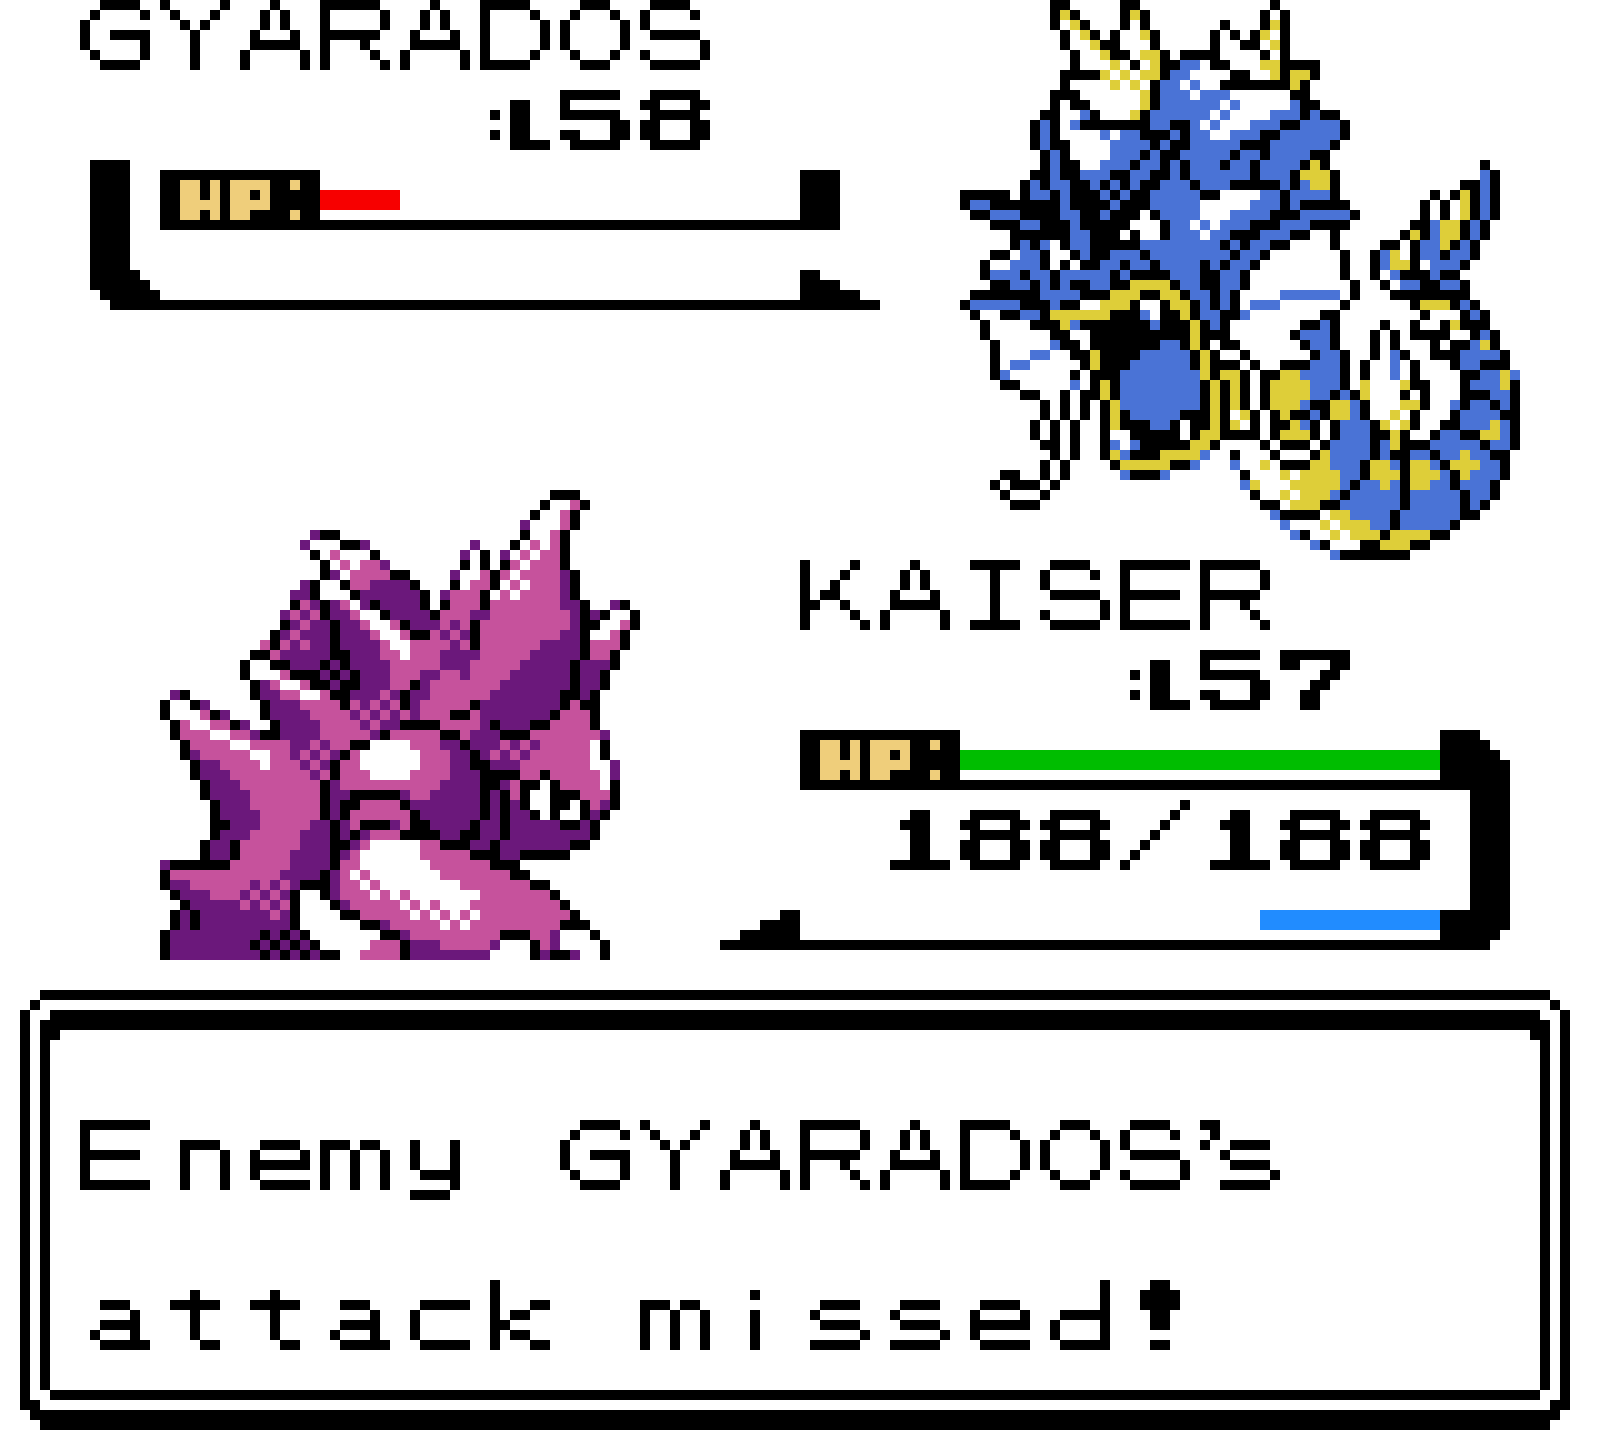 GYARADOS
:L58
HP:
KAISER
:L57
HP:
188/188
Enemy GYARADOS's
attack missed!